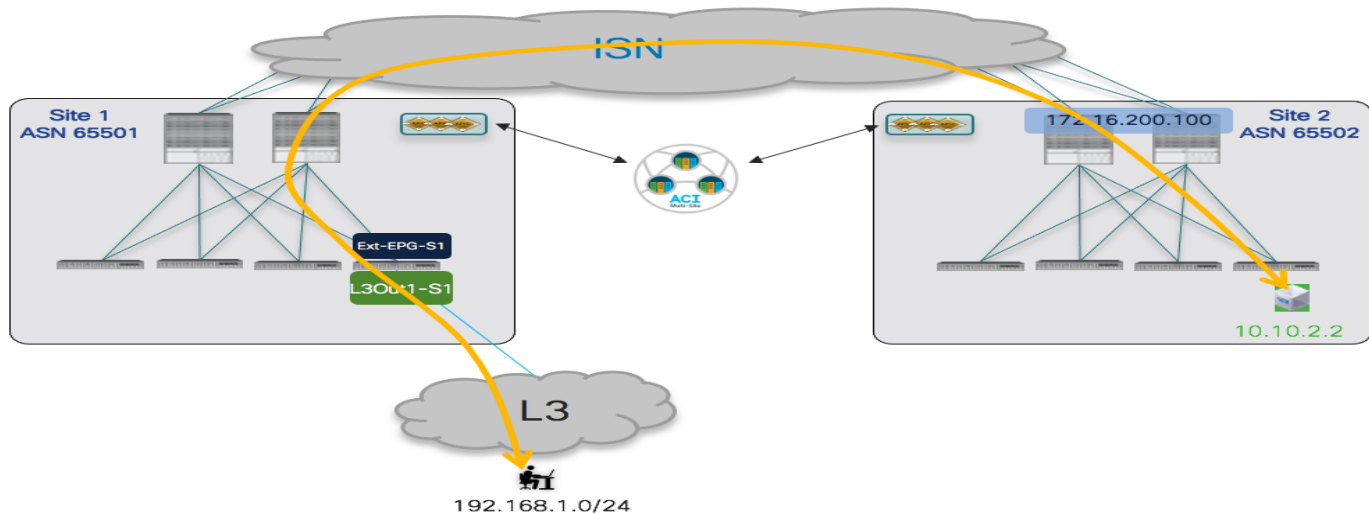 ISN
Site 1
ASN 65501
172.16.200.100
Site 2
ASN 65502
ACI
Multi-Site
Ext-EPG-S1
L3Out1-S1
10.10.2.2
L3
192.168.1.0/24